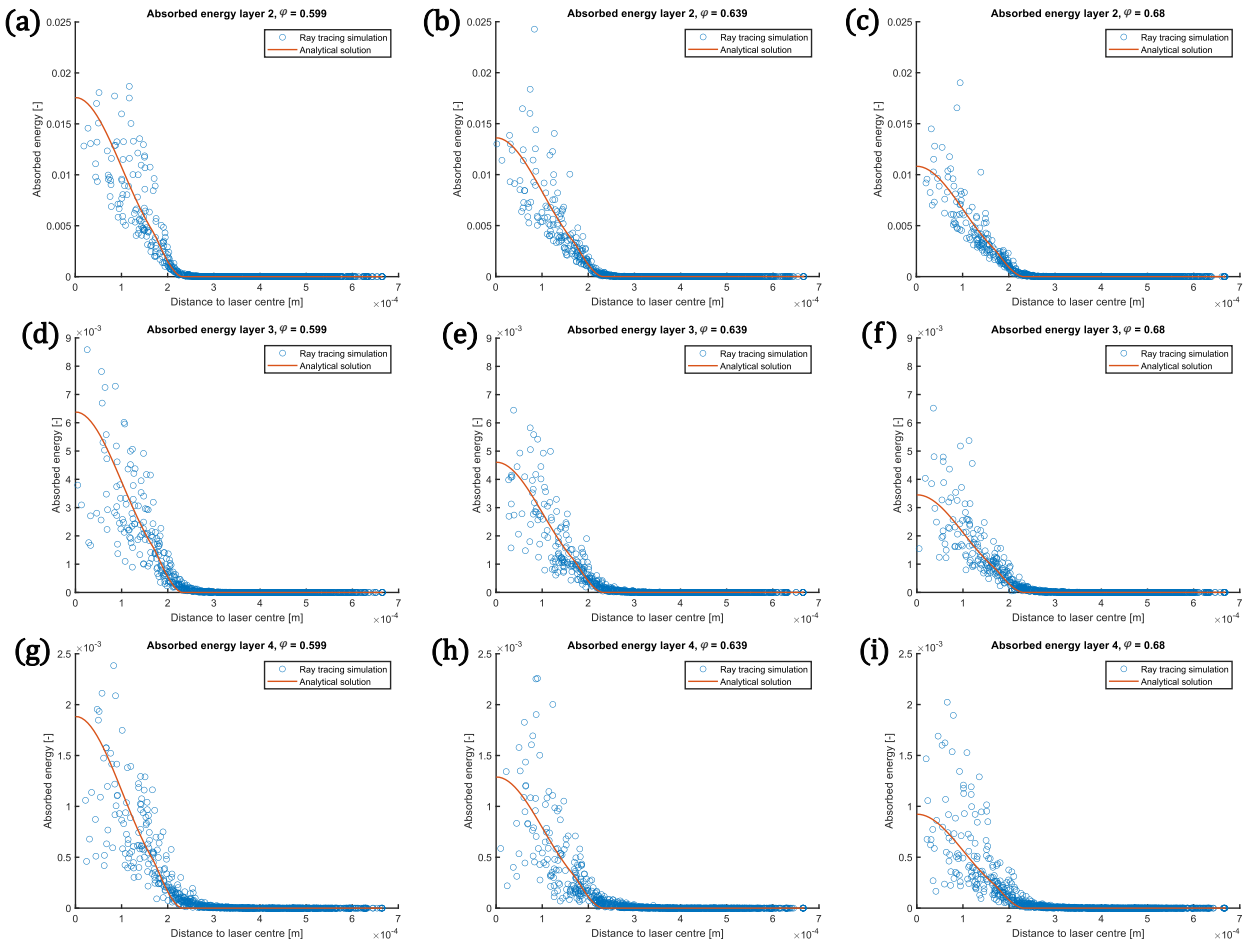 (a)
Absorbed energy layer 2, φ = 0.599
Ray tracing simulation
Analytical solution
0.025
0.02
0.015
0.01
0.005
0
Absorbed energy [-]
0 1 2 3 4 5 6 7
Distance to laser centre [m]
×10⁻⁴
(b)
Absorbed energy layer 2, φ = 0.639
Ray tracing simulation
Analytical solution
0.025
0.02
0.015
0.01
0.005
0
Absorbed energy [-]
0 1 2 3 4 5 6 7
Distance to laser centre [m]
×10⁻⁴
(c)
Absorbed energy layer 2, φ = 0.68
Ray tracing simulation
Analytical solution
0.025
0.02
0.015
0.01
0.005
0
Absorbed energy [-]
0 1 2 3 4 5 6 7
Distance to laser centre [m]
×10⁻⁴
(d)
×10⁻³
Absorbed energy layer 3, φ = 0.599
Ray tracing simulation
Analytical solution
9
8
7
6
5
4
3
2
1
0
Absorbed energy [-]
0 1 2 3 4 5 6 7
Distance to laser centre [m]
×10⁻⁴
(e)
×10⁻³
Absorbed energy layer 3, φ = 0.639
Ray tracing simulation
Analytical solution
9
8
7
6
5
4
3
2
1
0
Absorbed energy [-]
0 1 2 3 4 5 6 7
Distance to laser centre [m]
×10⁻⁴
(f)
×10⁻³
Absorbed energy layer 3, φ = 0.68
Ray tracing simulation
Analytical solution
9
8
7
6
5
4
3
2
1
0
Absorbed energy [-]
0 1 2 3 4 5 6 7
Distance to laser centre [m]
×10⁻⁴
(g)
×10⁻³
Absorbed energy layer 4, φ = 0.599
Ray tracing simulation
Analytical solution
2.5
2
1.5
1
0.5
0
Absorbed energy [-]
0 1 2 3 4 5 6 7
Distance to laser centre [m]
×10⁻⁴
(h)
×10⁻³
Absorbed energy layer 4, φ = 0.639
Ray tracing simulation
Analytical solution
2.5
2
1.5
1
0.5
0
Absorbed energy [-]
0 1 2 3 4 5 6 7
Distance to laser centre [m]
×10⁻⁴
(i)
×10⁻³
Absorbed energy layer 4, φ = 0.68
Ray tracing simulation
Analytical solution
2.5
2
1.5
1
0.5
0
Absorbed energy [-]
0 1 2 3 4 5 6 7
Distance to laser centre [m]
×10⁻⁴